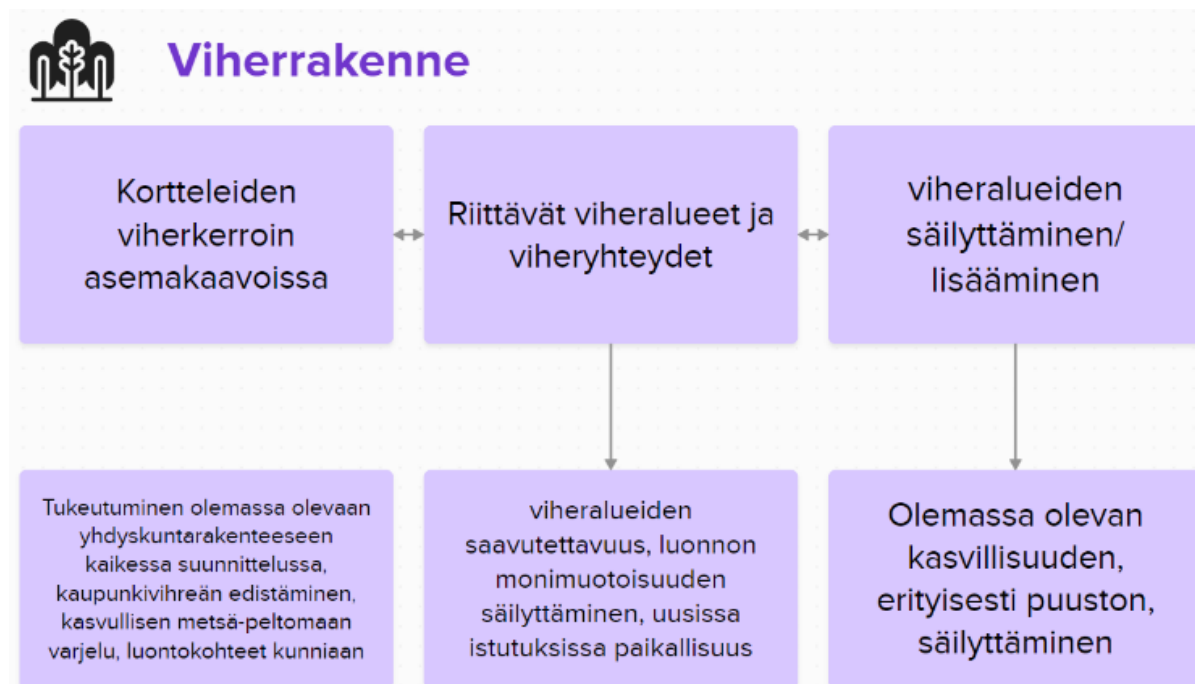 Viherrakenne
Kortteleiden
viherkerroin
asemakaavoissa
Riittävät viheralueet ja
viheryhteydet
viheralueiden
säilyttäminen/
lisääminen
Tukeutuminen olemassa olevaan
yhdyskuntarakenteeseen
kaikessa suunnittelussa,
kaupunkivihreän edistäminen,
kasvullisen metsä-peltomaan
varjelu, luontokohteet kunniaan
viheralueiden
saavutettavuus, luonnon
monimuotoisuuden
säilyttäminen, uusissa
istutuksissa paikallisuus
Olemassa olevan
kasvillisuuden,
erityisesti puuston,
säilyttäminen